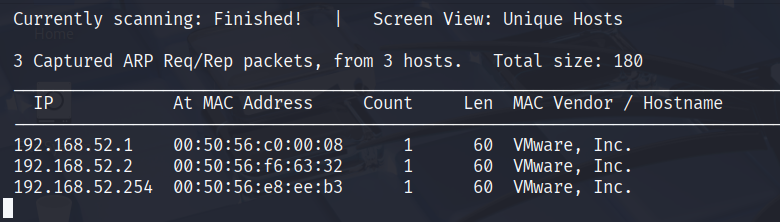 Currently scanning: Finished! | Screen View: Unique Hosts
3 Captured ARP Req/Rep packets, from 3 hosts. Total size: 180
IP At MAC Address Count Len MAC Vendor / Hostname
192.168.52.1 00:50:56:c0:00:08 1 60 VMware, Inc.
192.168.52.2 00:50:56:f6:63:32 1 60 VMware, Inc.
192.168.52.254 00:50:56:e8:ee:b3 1 60 VMware, Inc.